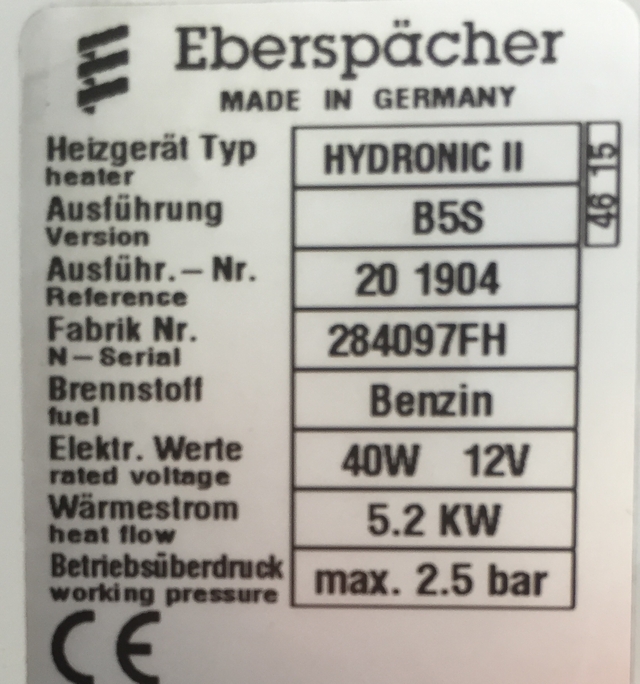 Eberspächer
MADE IN GERMANY
Heizgerät Typ
heater
HYDRONIC II
46 15
Ausführung
Version
B5S
Ausführ.–Nr.
Reference
20 1904
Fabrik Nr.
N–Serial
284097FH
Brennstoff
fuel
Benzin
Elektr. Werte
rated voltage
40W 12V
Wärmestrom
heat flow
5.2 KW
Betriebsüberdruck
working pressure
max. 2.5 bar
CE